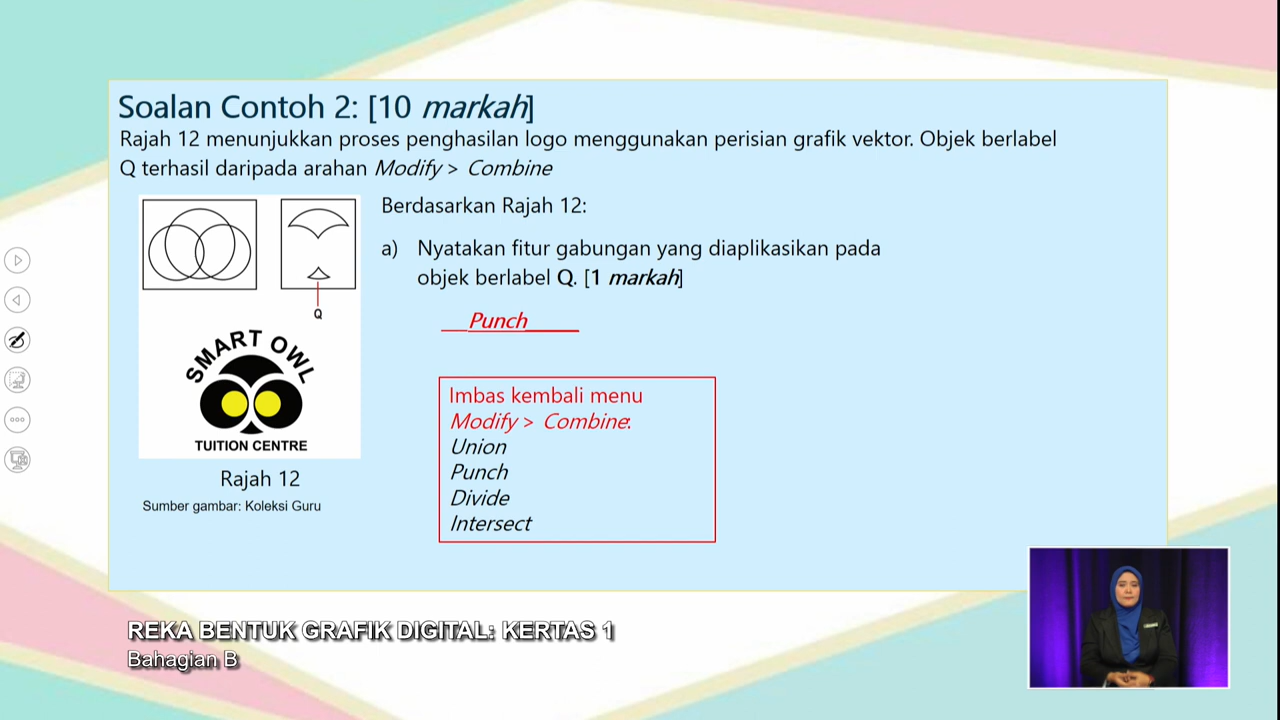 Soalan Contoh 2: [10 markah]
Rajah 12 menunjukkan proses penghasilan logo menggunakan perisian grafik vektor. Objek berlabel
Q terhasil daripada arahan Modify > Combine
Berdasarkan Rajah 12:
a) Nyatakan fitur gabungan yang diaplikasikan pada
objek berlabel Q. [1 markah]
___Punch_____
Q
SMART OWL
TUITION CENTRE
Rajah 12
Sumber gambar: Koleksi Guru
Imbas kembali menu
Modify > Combine:
Union
Punch
Divide
Intersect
REKA BENTUK GRAFIK DIGITAL: KERTAS 1
Bahagian B